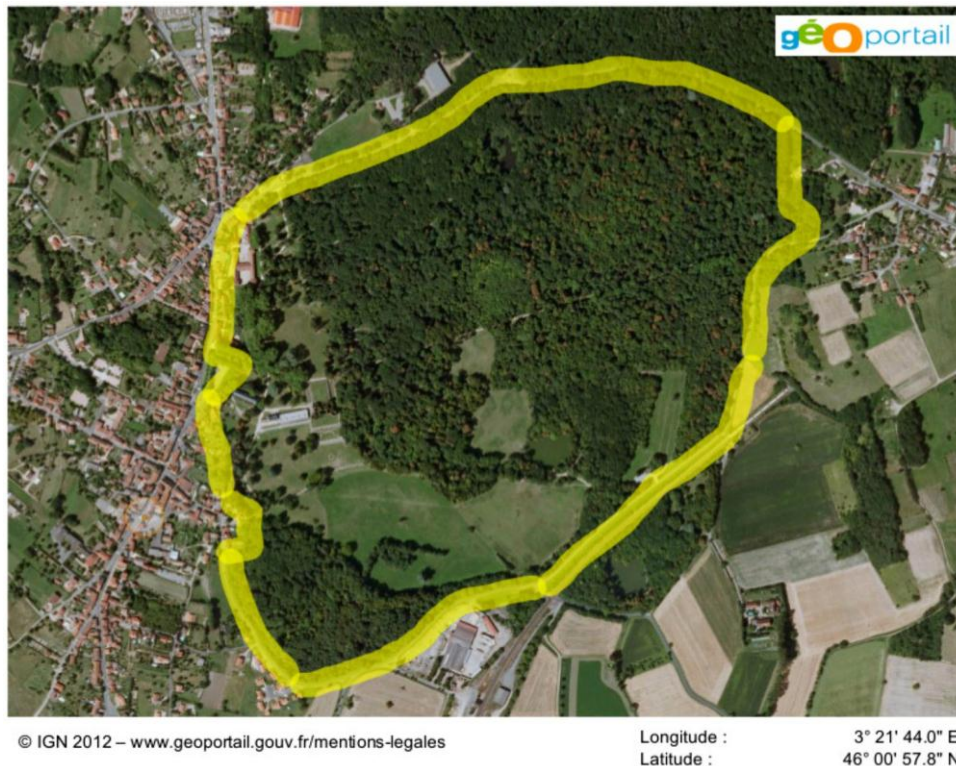 géoportail
© IGN 2012 – www.geoportail.gouv.fr/mentions-legales
Longitude : 3° 21' 44.0" E
Latitude : 46° 00' 57.8" N